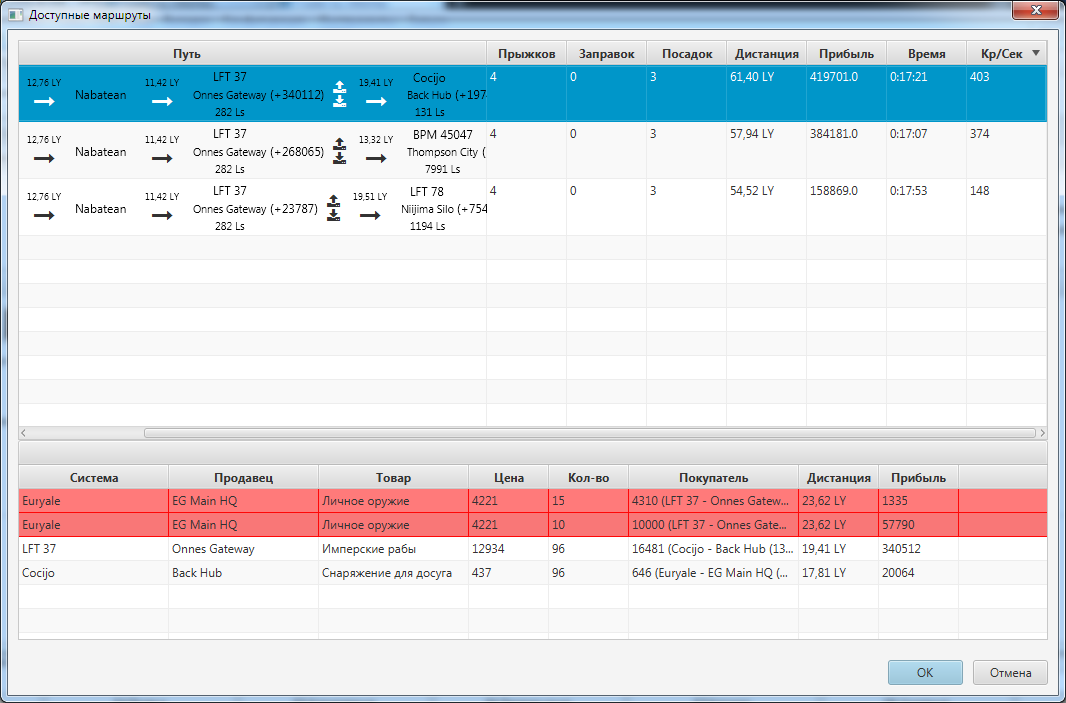 Доступные маршруты
Путь Прыжков Заправок Посадок Дистанция Прибыль Время Кр/Сек
12,76 LY Nabatean 11,42 LY LFT 37 Onnes Gateway (+340112) 282 Ls 19,41 LY Cocijo Back Hub (+197 131 Ls 4 0 3 61,40 LY 419701.0 0:17:21 403
12,76 LY Nabatean 11,42 LY LFT 37 Onnes Gateway (+268065) 282 Ls 13,32 LY BPM 45047 Thompson City ( 7991 Ls 4 0 3 57,94 LY 384181.0 0:17:07 374
12,76 LY Nabatean 11,42 LY LFT 37 Onnes Gateway (+23787) 282 Ls 19,51 LY LFT 78 Niijima Silo (+754 1194 Ls 4 0 3 54,52 LY 158869.0 0:17:53 148
Система Продавец Товар Цена Кол-во Покупатель Дистанция Прибыль
Euryale EG Main HQ Личное оружие 4221 15 4310 (LFT 37 - Onnes Gatew... 23,62 LY 1335
Euryale EG Main HQ Личное оружие 4221 10 10000 (LFT 37 - Onnes Gate... 23,62 LY 57790
LFT 37 Onnes Gateway Имперские рабы 12934 96 16481 (Cocijo - Back Hub (13... 19,41 LY 340512
Cocijo Back Hub Снаряжение для досуга 437 96 646 (Euryale - EG Main HQ (... 17,81 LY 20064
OK Отмена